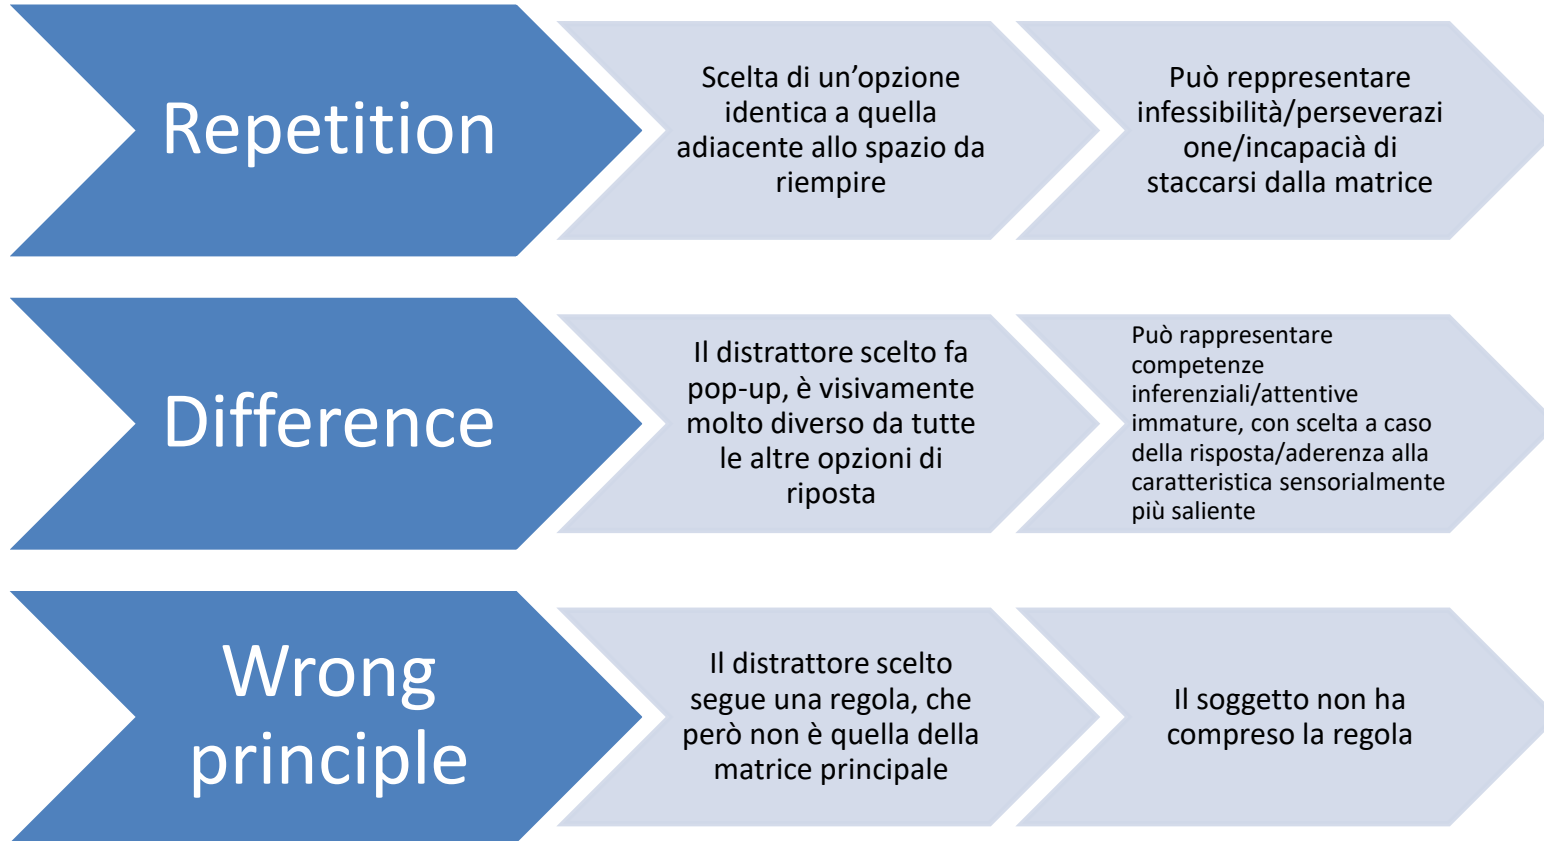 Repetition
Scelta di un’opzione
identica a quella
adiacente allo spazio da
riempire
Può reppresentare
infessibilità/perseverazi
one/incapacià di
staccarsi dalla matrice
Difference
Il distrattore scelto fa
pop-up, è visivamente
molto diverso da tutte
le altre opzioni di
riposta
Può rappresentare
competenze
inferenziali/attentive
immature, con scelta a caso
della risposta/aderenza alla
caratteristica sensorialmente
più saliente
Wrong
principle
Il distrattore scelto
segue una regola, che
però non è quella della
matrice principale
Il soggetto non ha
compreso la regola